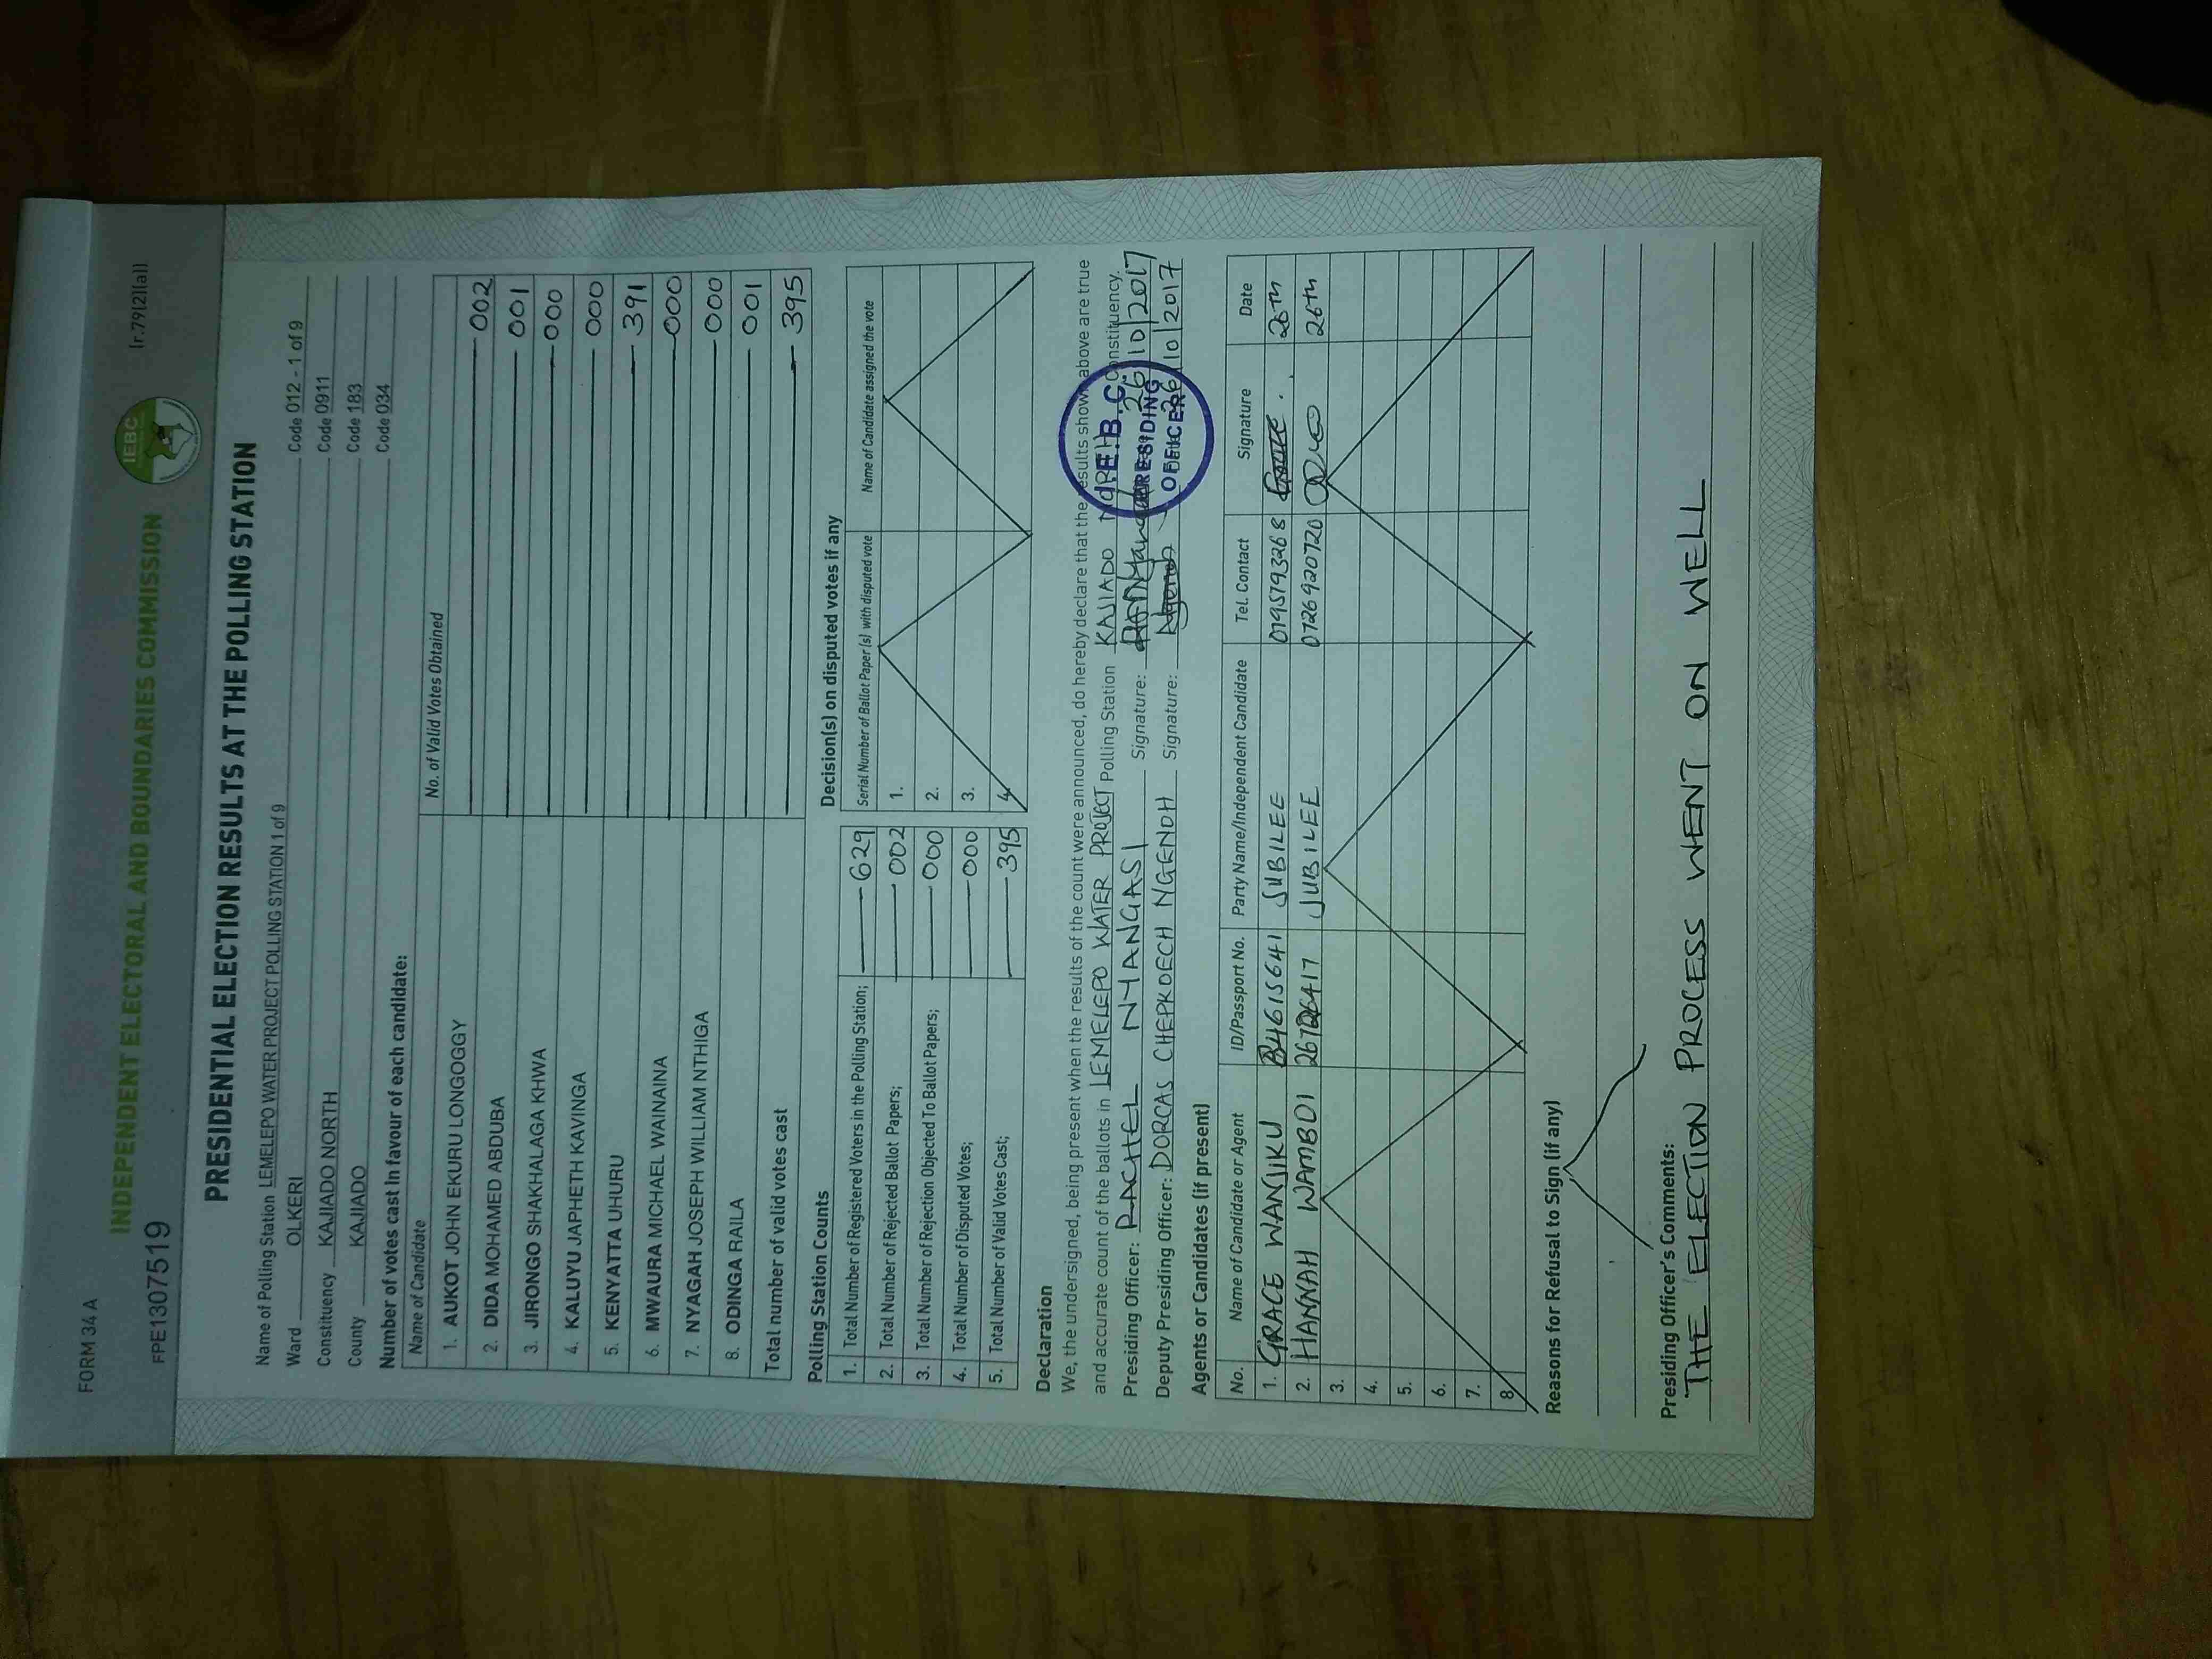 FORM 34 A
[r.79(2)(a)]
IEBC
INDEPENDENT ELECTORAL AND BOUNDARIES COMMISSION
FPE1307519
PRESIDENTIAL ELECTION RESULTS AT THE POLLING STATION
Name of Polling Station LEMELEPO WATER PROJECT POLLING STATION 1 of 9 Code 012 - 1 of 9
Ward OLKERI Code 0911
Constituency KAJIADO NORTH Code 183
County KAJIADO Code 034
Number of votes cast In favour of each candidate:
Name of Candidate No. of Valid Votes Obtained
1. AUKOT JOHN EKURU LONGOGGY 002
2. DIDA MOHAMED ABDUBA 001
3. JIRONGO SHAKHALAGA KHWA 000
4. KALUYU JAPHETH KAVINGA 000
5. KENYATTA UHURU 391
6. MWAURA MICHAEL WAINAINA 000
7. NYAGAH JOSEPH WILLIAM NTHIGA 000
8. ODINGA RAILA 001
Total number of valid votes cast 395
Polling Station Counts
1. Total Number of Registered Voters in the Polling Station; 629
2. Total Number of Rejected Ballot Papers; 002
3. Total Number of Rejection Objected To Ballot Papers; 000
4. Total Number of Disputed Votes; 000
5. Total Number of Valid Votes Cast; 395
Decision(s) on disputed votes if any
Serial Number of Ballot Paper (s) with disputed vote Name of Candidate assigned the vote
1.
2.
3.
4.
Declaration
We, the undersigned, being present when the results of the count were announced, do hereby declare that the results shown above are true
and accurate count of the ballots in LEMELEPO WATER PROJECT Polling Station KAJIADO Constituency.
Presiding Officer: RACHEL NYANGASI Signature: 26/10/2017
Deputy Presiding Officer: DORCAS CHEPKOECH NGENOH Signature: 10/2017
I.E.B.C.
PRESIDING
OFFICER
Agents or Candidates (if present)
No. Name of Candidate or Agent ID/Passport No. Party Name/Independent Candidate Tel. Contact Signature Date
1. GRACE WANJIKU JUBILEE 0795793268 26th
2. HANNAH WAMBUI JUBILEE 0726920720 26th
3.
4.
5.
6.
7.
8.
Reasons for Refusal to Sign (if any)
Presiding Officer's Comments:
THE ELECTION PROCESS WENT ON WELL